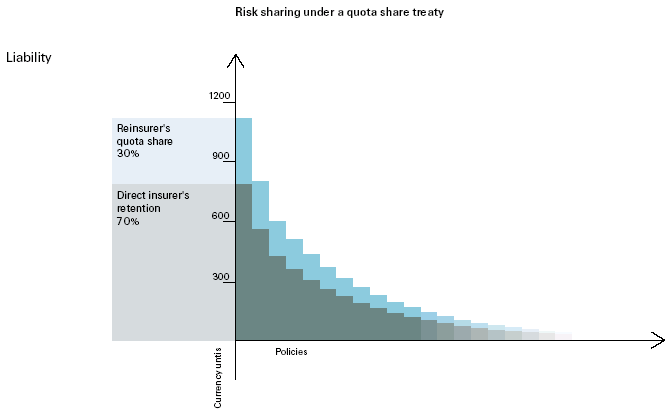 Risk sharing under a quota share treaty
Liability
1200
Reinsurer's
quota share
30%
900
Direct insurer's
retention
70%
600
300
Policies
Currency untis